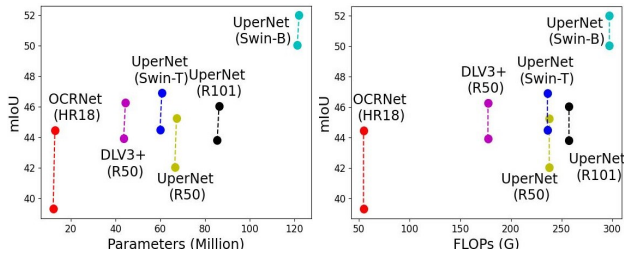 52
50
48
46
44
42
40
mIoU
UperNet
(Swin-B)
UperNet
(Swin-T)
UperNet
(R101)
OCRNet
(HR18)
DLV3+
(R50)
UperNet
(R50)
20
40
60
80
100
120
Parameters (Million)
52
50
48
46
44
42
40
mIoU
UperNet
(Swin-B)
UperNet
(Swin-T)
DLV3+
(R50)
OCRNet
(HR18)
UperNet
(R101)
UperNet
(R50)
50
100
150
200
250
300
FLOPs (G)